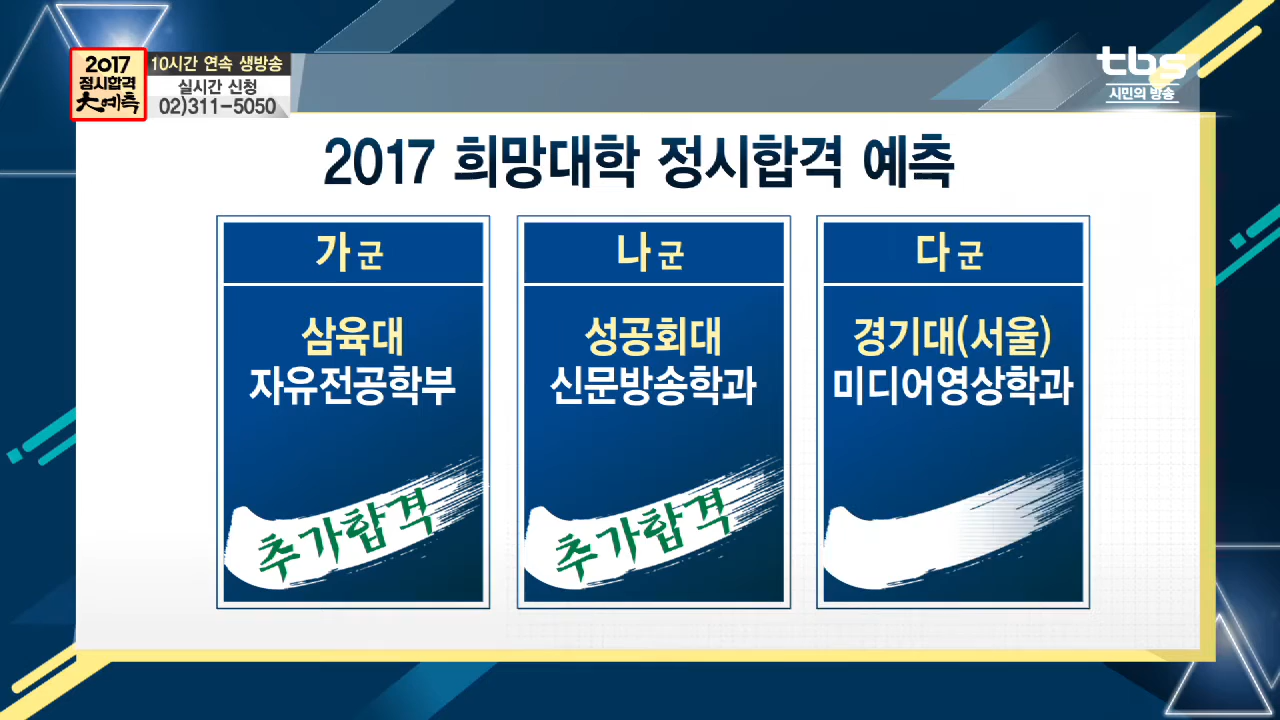 2017
정시합격
大예측
10시간 연속 생방송
실시간 신청
02)311-5050
tbs
시민의 방송
2017 희망대학 정시합격 예측
가군
삼육대
자유전공학부
추가합격
나군
성공회대
신문방송학과
추가합격
다군
경기대(서울)
미디어영상학과